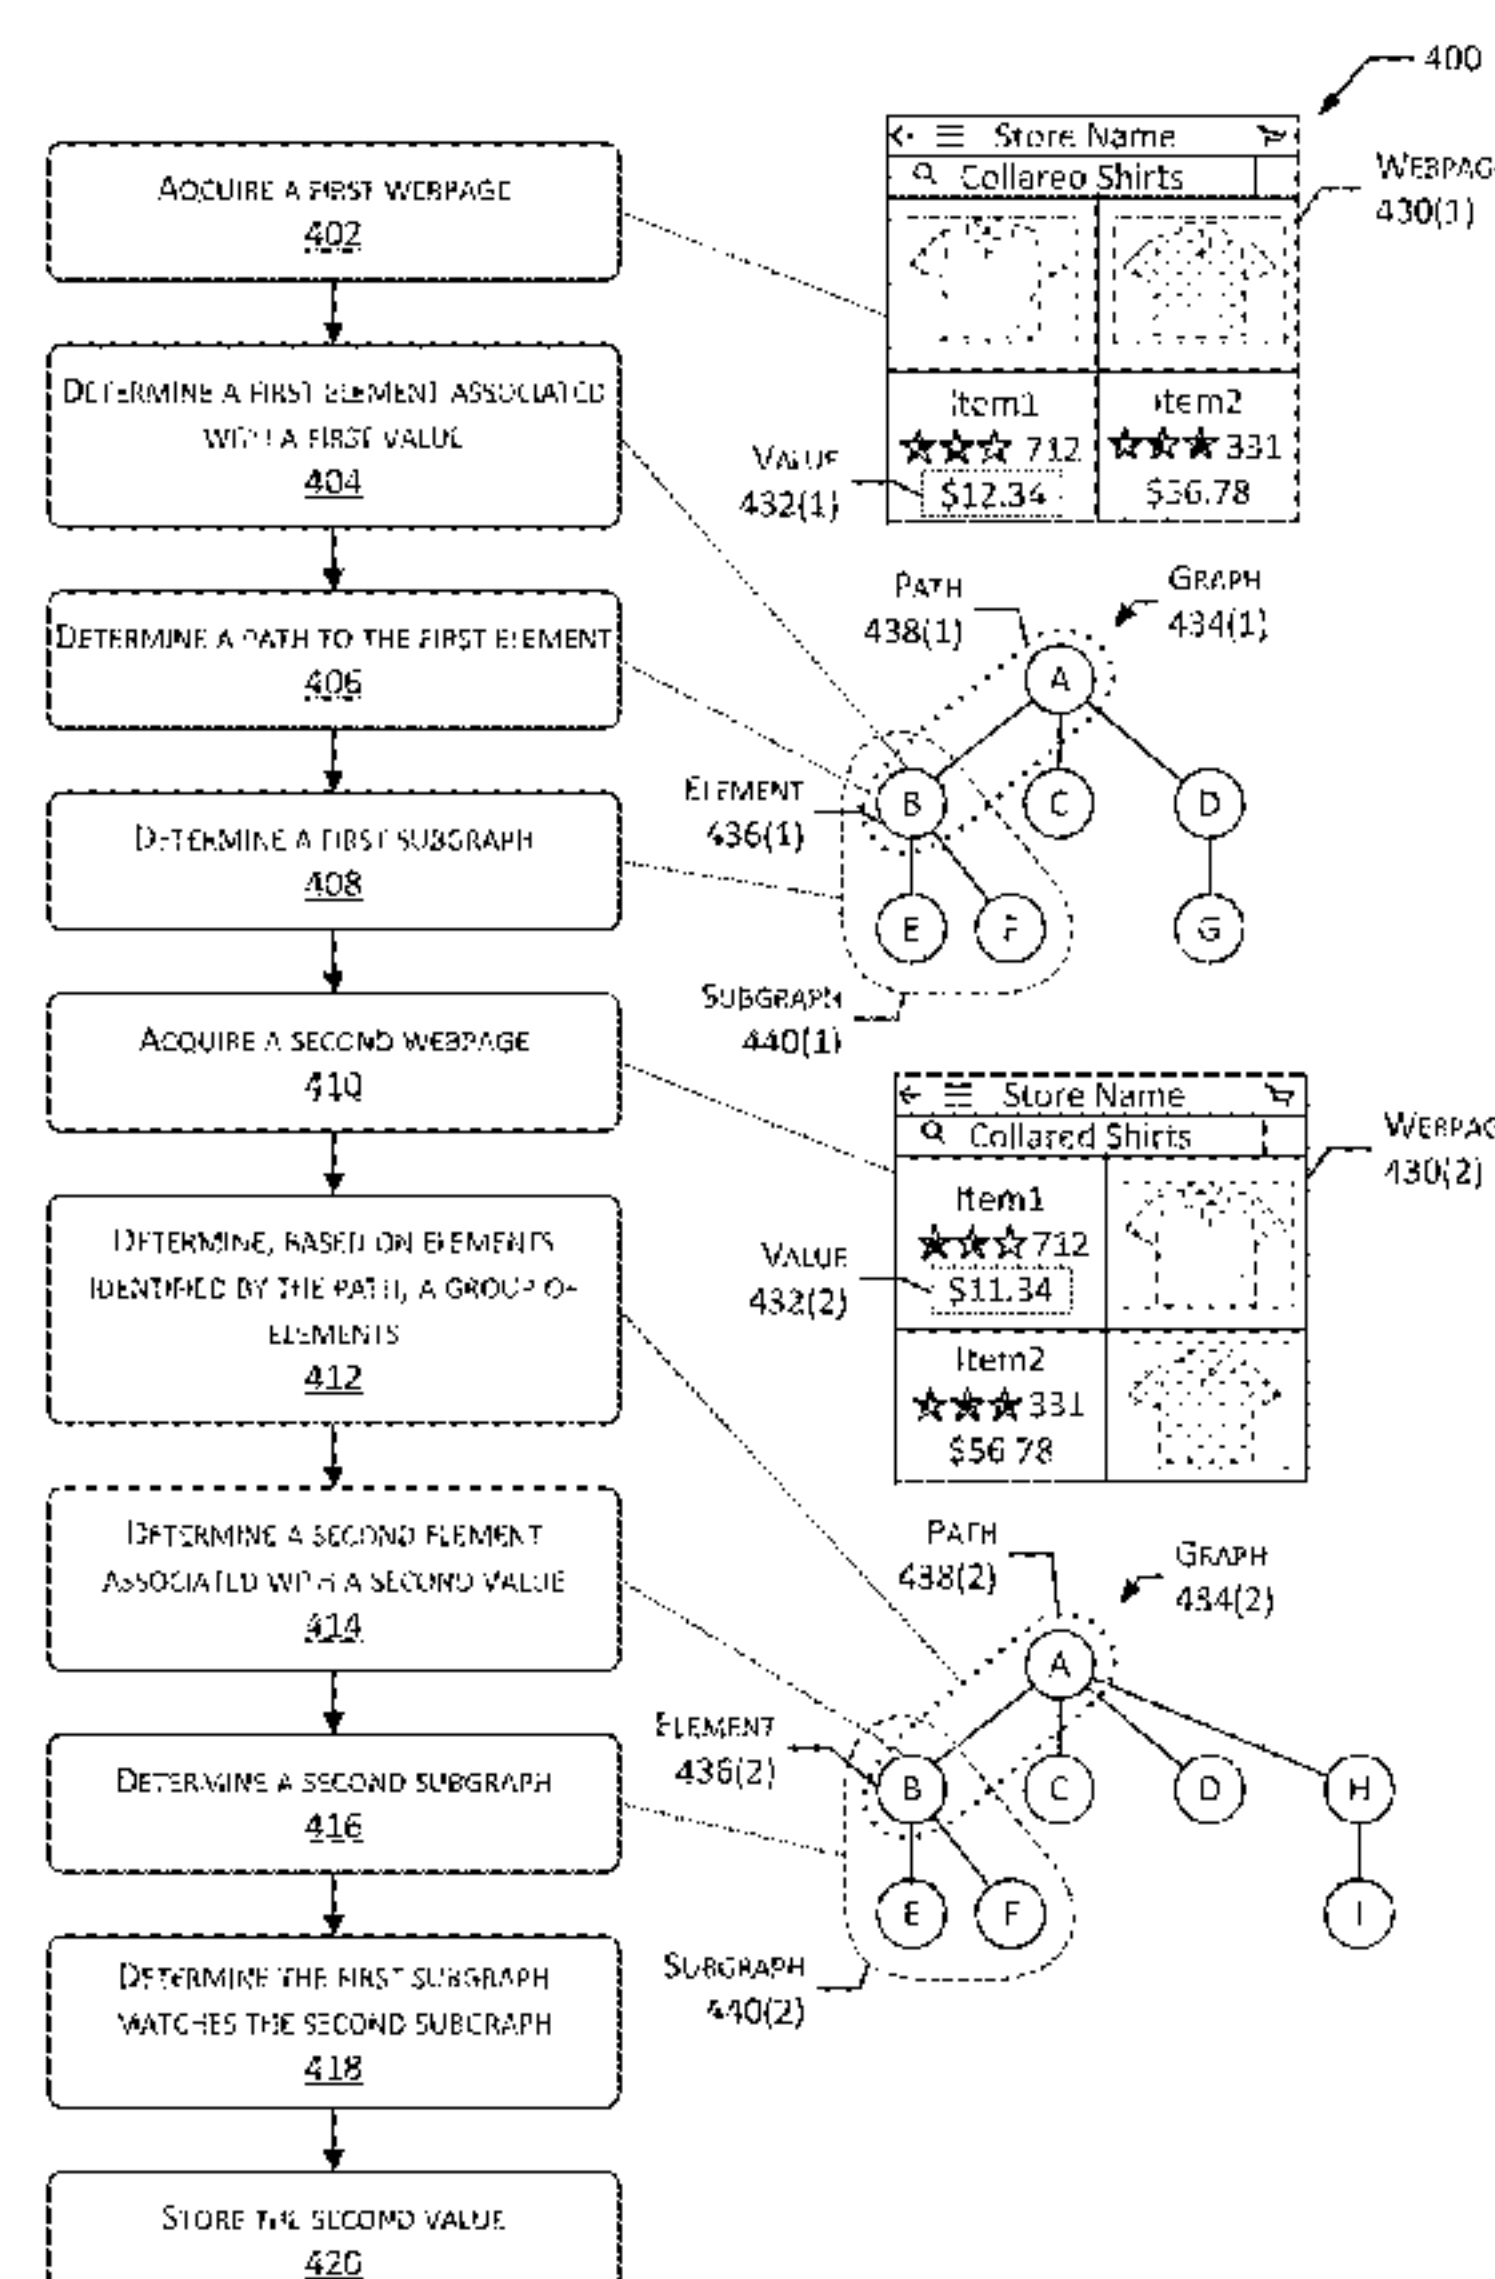 400
ACQUIRE A FIRST WEBPAGE
402
DETERMINE A FIRST ELEMENT ASSOCIATED
WITH A FIRST VALUE
404
DETERMINE A PATH TO THE FIRST ELEMENT
406
DETERMINE A FIRST SUBGRAPH
408
ACQUIRE A SECOND WEBPAGE
410
DETERMINE, BASED ON ELEMENTS
IDENTIFIED BY THE PATH, A GROUP OF
ELEMENTS
412
DETERMINE A SECOND ELEMENT
ASSOCIATED WITH A SECOND VALUE
414
DETERMINE A SECOND SUBGRAPH
416
DETERMINE THE FIRST SUBGRAPH
MATCHES THE SECOND SUBGRAPH
418
STORE THE SECOND VALUE
420
Store Name
Collared Shirts
WEBPAG
430(1)
Item1
712
$12.34
Item2
331
$56.78
VALUE
432(1)
PATH
438(1)
GRAPH
434(1)
A
ELEMENT
436(1)
B
C
D
E
F
G
SUBGRAPH
440(1)
Store Name
Collared Shirts
WEBPAG
430(2)
Item1
712
$11.34
VALUE
432(2)
Item2
331
$56.78
PATH
438(2)
GRAPH
434(2)
A
ELEMENT
436(2)
B
C
D
H
E
F
I
SUBGRAPH
440(2)